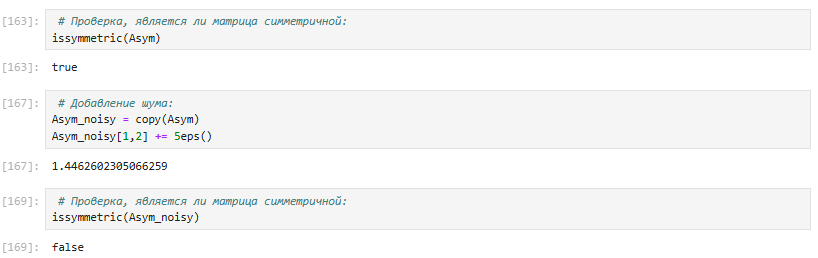 [163]: # Проверка, является ли матрица симметричной:
issymmetric(Asym)
[163]: true
[167]: # Добавление шума:
Asym_noisy = copy(Asym)
Asym_noisy[1,2] += 5eps()
[167]: 1.4462602305066259
[169]: # Проверка, является ли матрица симметричной:
issymmetric(Asym_noisy)
[169]: false